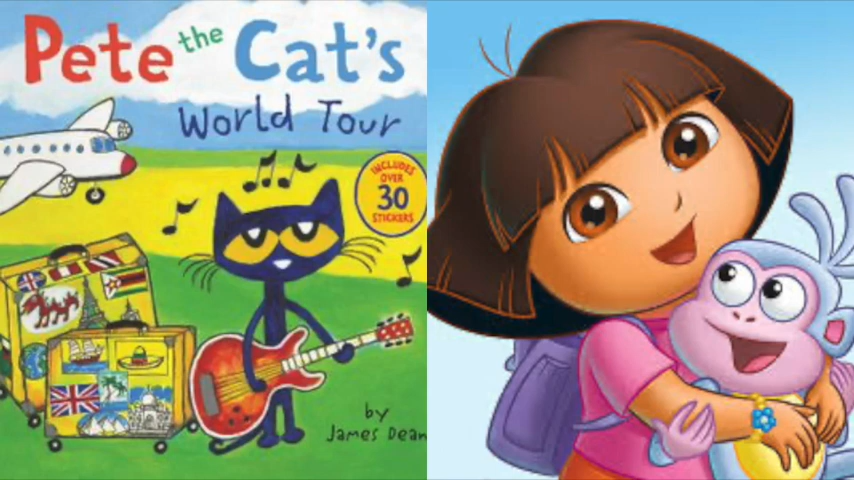 Pete the Cat's
World Tour
INCLUDES
OVER
30
STICKERS
by
James Dean